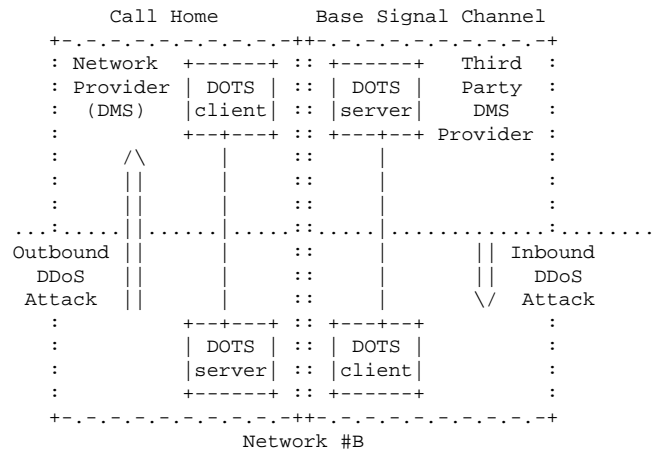 Call Home Base Signal Channel
+-.-.-.-.-.-.-.-.-++-.-.-.-.-.-.-.-.-+
: Network +------+ :: +------+ Third :
: Provider | DOTS | :: | DOTS | Party :
: (DMS) |client| :: |server| DMS :
: +--+---+ :: +---+--+ Provider :
: /\ | :: | :
: || | :: | :
: || | :: | :
...:.....||......|.....::.....|.............:........
Outbound || | :: | || Inbound
DDoS || | :: | || DDoS
Attack || | :: | \/ Attack
: +--+---+ :: +---+--+ :
: | DOTS | :: | DOTS | :
: |server| :: |client| :
: +------+ :: +------+ :
+-.-.-.-.-.-.-.-.-++-.-.-.-.-.-.-.-.-+
Network #B